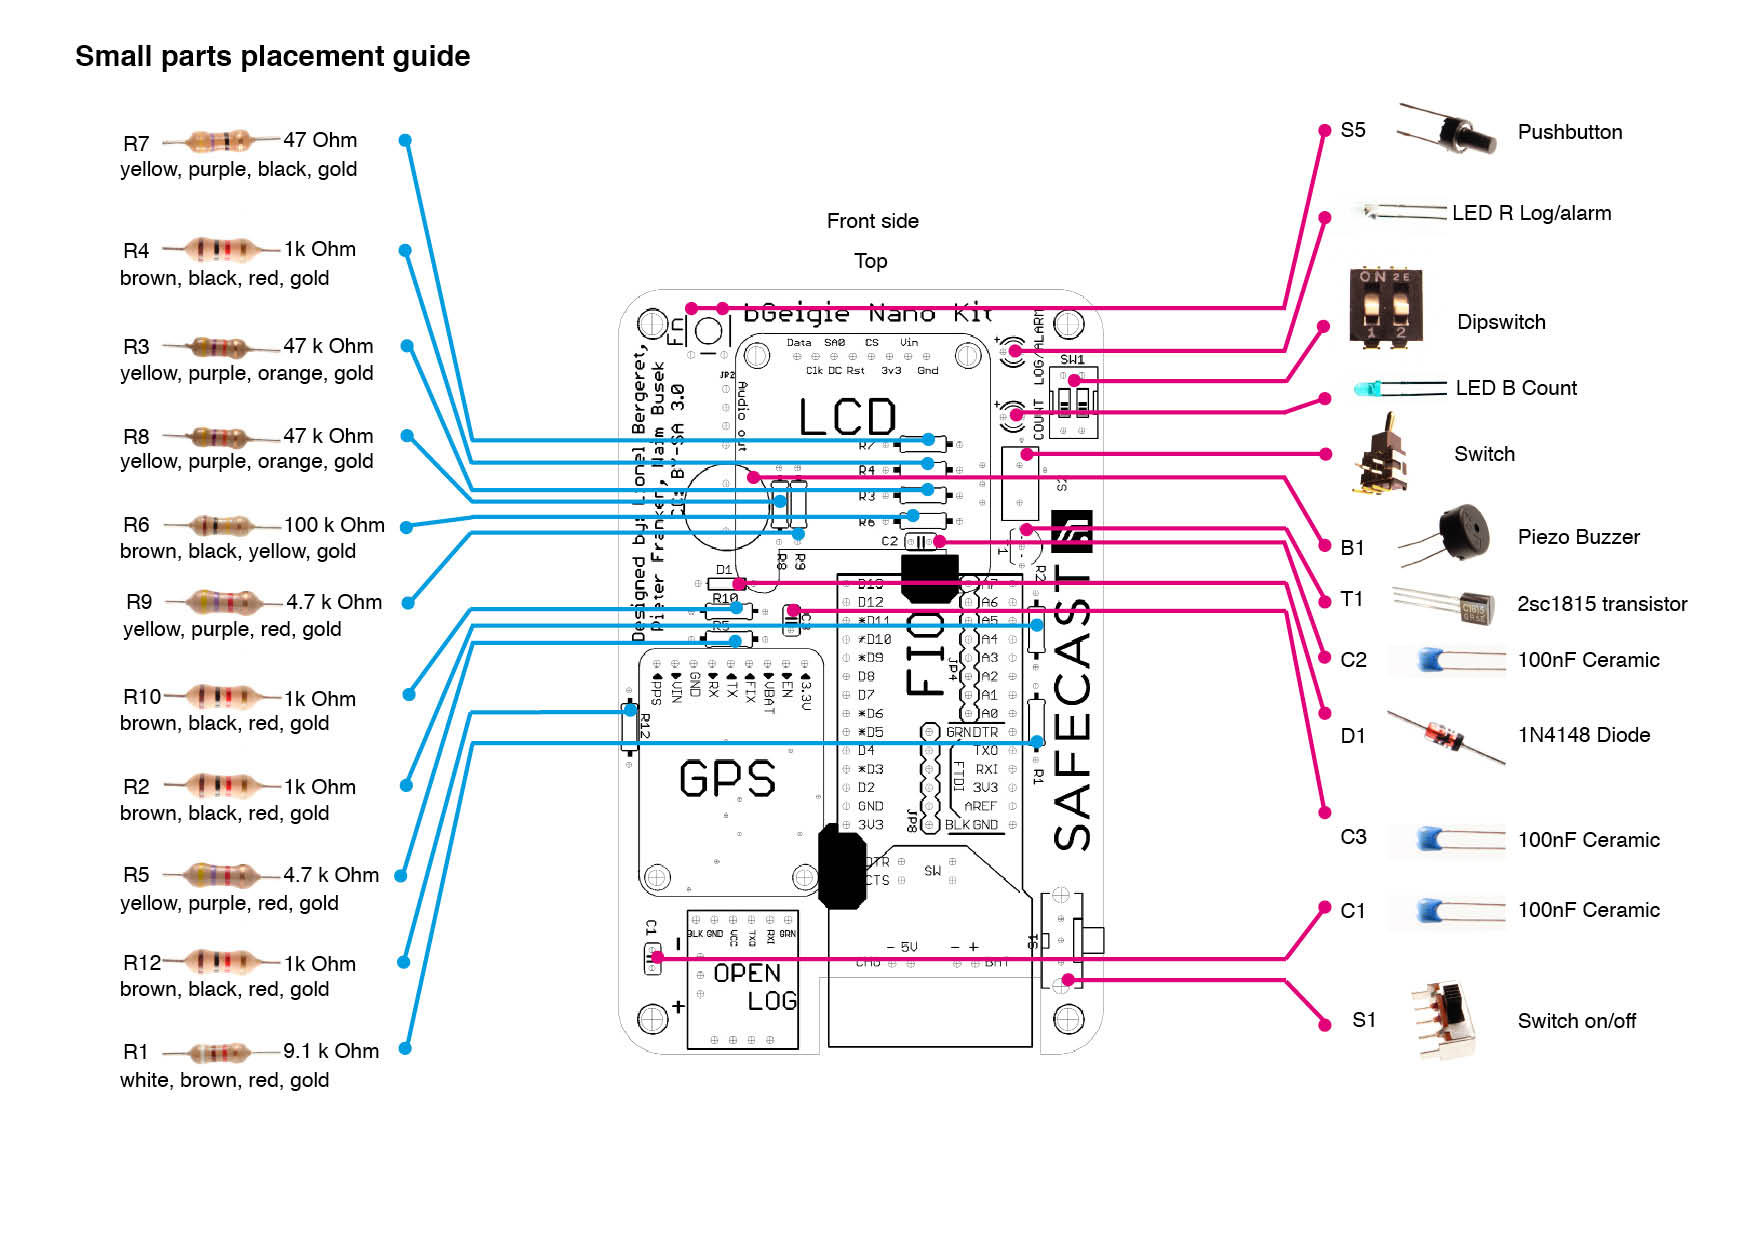 Small parts placement guide
R7 47 Ohm
yellow, purple, black, gold
R4 1k Ohm
brown, black, red, gold
R3 47 k Ohm
yellow, purple, orange, gold
R8 47 k Ohm
yellow, purple, orange, gold
R6 100 k Ohm
brown, black, yellow, gold
R9 4.7 k Ohm
yellow, purple, red, gold
R10 1k Ohm
brown, black, red, gold
R2 1k Ohm
brown, black, red, gold
R5 4.7 k Ohm
yellow, purple, red, gold
R12 1k Ohm
brown, black, red, gold
R1 9.1 k Ohm
white, brown, red, gold
Front side
Top
bGeigie Nano Kit
Fn
Designed by: Lionel Bergeret,
Pieter Franken, Naim Busek
CC BY-SA 3.0
Data SA0 CS Vin
Clk DC Rst 3v3 Gnd
JP2
Audio out
LCD
LOG/ALARM
COUNT
SW1
R7
R4
R3
R6
C2
R8
R9
D1
R10
R5
C3
R2
SAFECAST
FIO
JP4
D13 A7
D12 A6
*D11 A5
*D10 A4
*D9 A3
D8 A2
D7 A1
*D6 A0
*D5 GRN DTR
D4 TXO
*D3 RXI
D2 3V3
GND AREF
3V3 BLK GND
FTDI
JP8
R1
PPS
VIN
GND
RX
TX
FIX
VBAT
EN
3.3V
R12
GPS
DTR
CTS
SW
- 5V - +
CHG BAT
S1
C1
- +
BLK GND VCC TXO RXI GRN
OPEN
LOG
S5 Pushbutton
LED R Log/alarm
ON 2E
1 2
Dipswitch
LED B Count
Switch
B1 Piezo Buzzer
T1 2sc1815 transistor
C1815
C2 100nF Ceramic
D1 1N4148 Diode
C3 100nF Ceramic
C1 100nF Ceramic
S1 Switch on/off